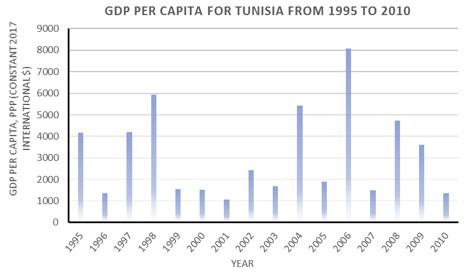 GDP PER CAPITA FOR TUNISIA FROM 1995 TO 2010
GDP PER CAPITA, PPP (CONSTANT 2017
INTERNATIONAL $)
9000
8000
7000
6000
5000
4000
3000
2000
1000
0
1995 1996 1997 1998 1999 2000 2001 2002 2003 2004 2005 2006 2007 2008 2009 2010
YEAR